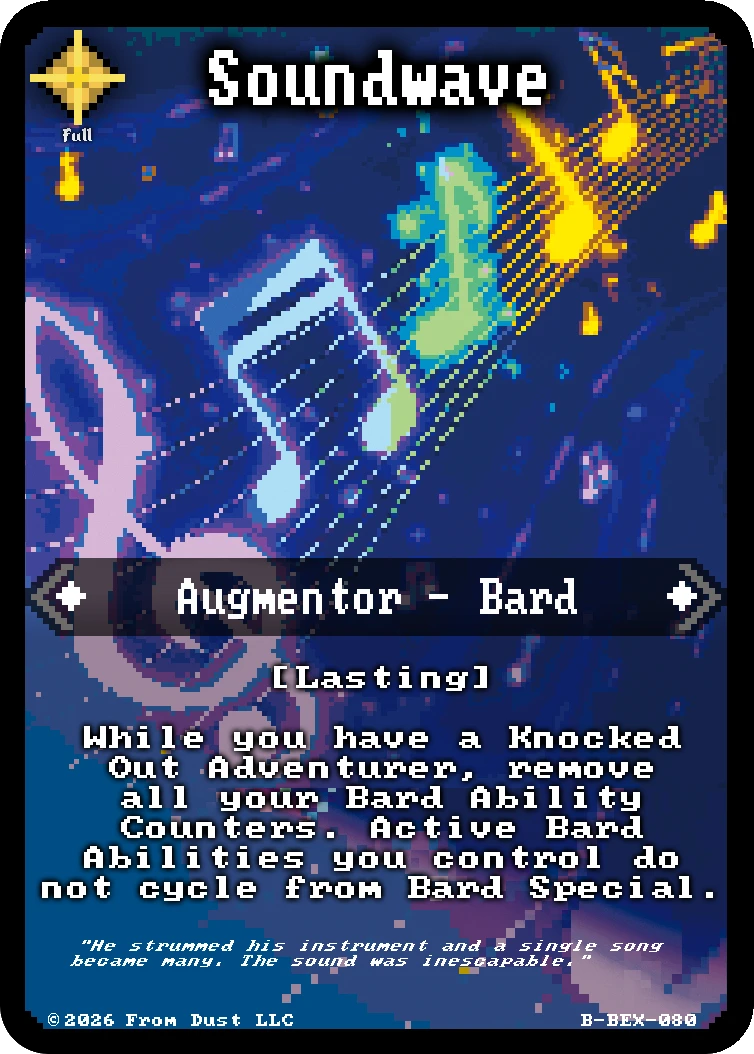 Soundwave
Full
Augmentor - Bard
[Lasting]
While you have a Knocked
Out Adventurer, remove
all your Bard Ability
Counters. Active Bard
Abilities you control do
not cycle from Bard Special.
"He strummed his instrument and a single song
became many. The sound was inescapable."
©2026 From Dust LLC
B-BEX-080